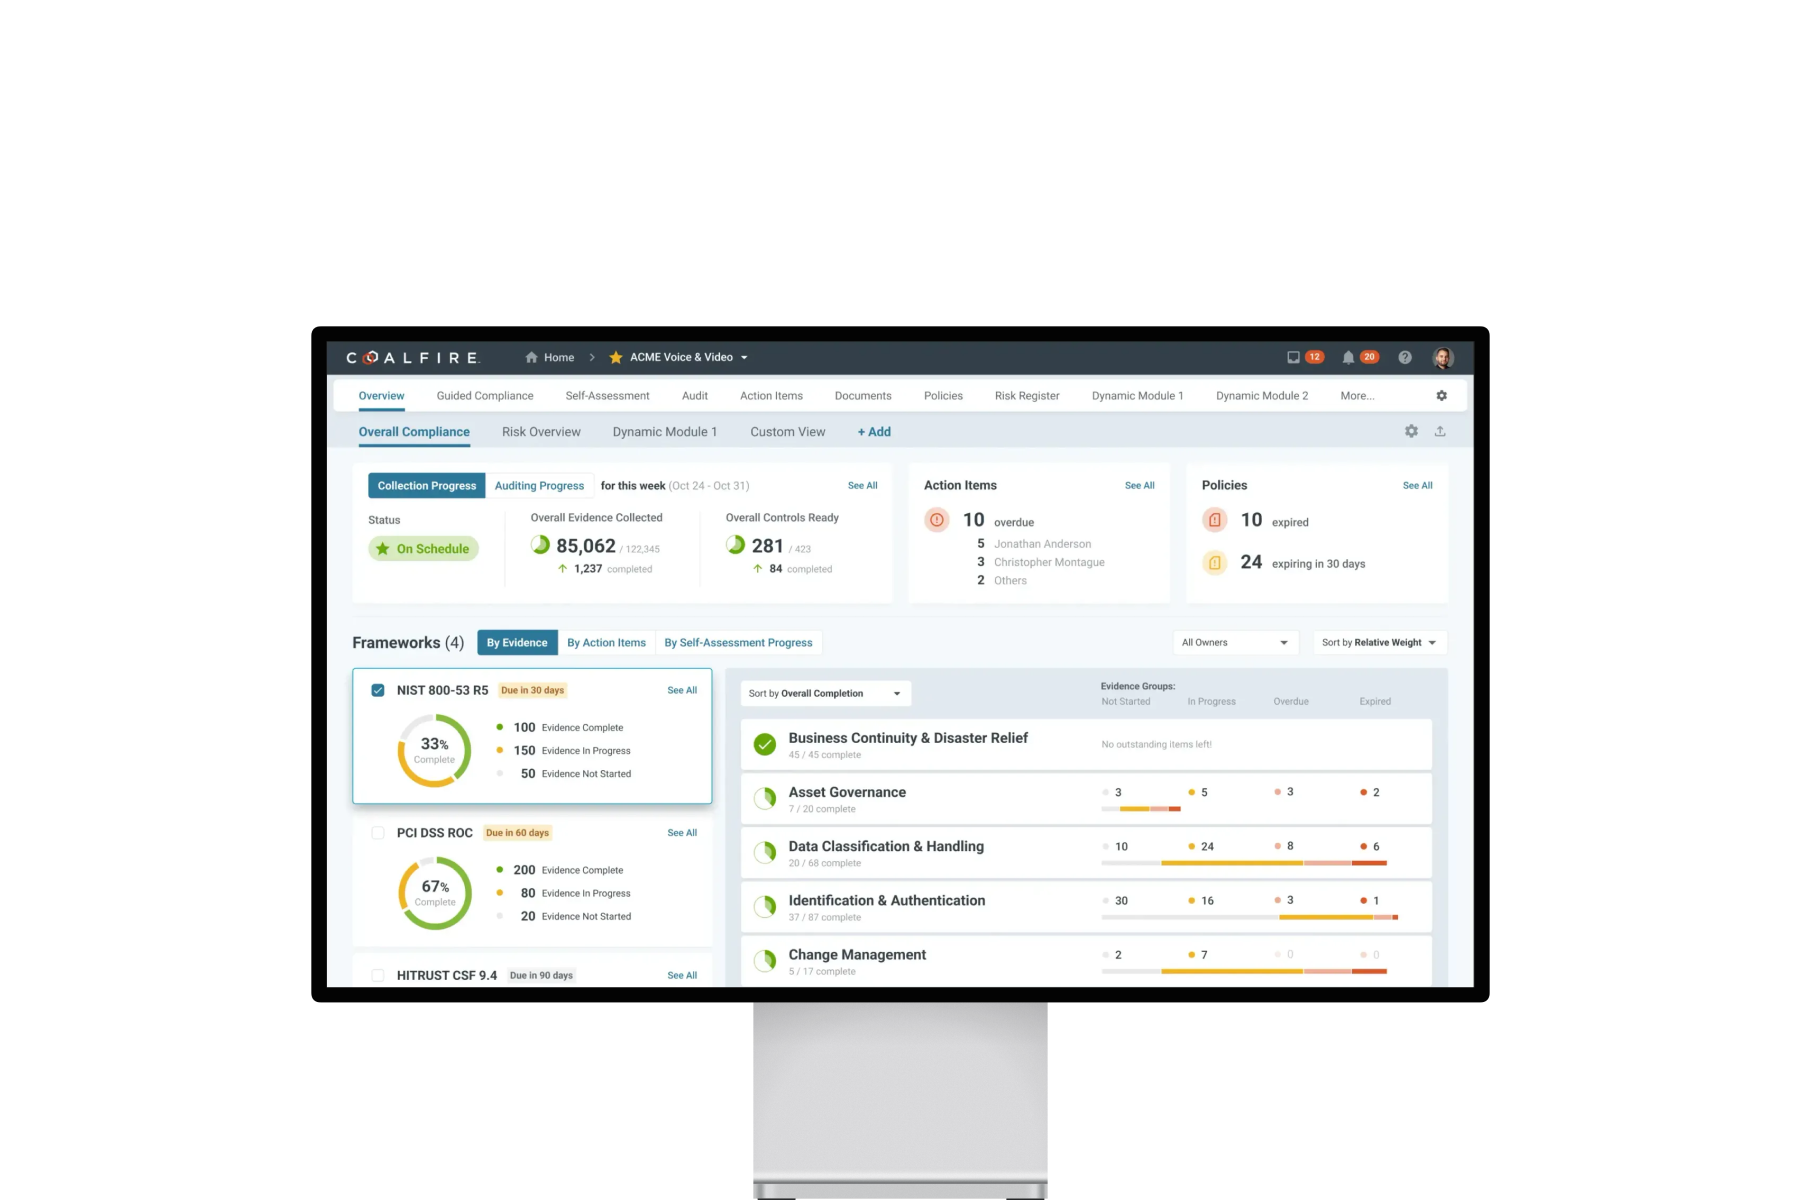 COALFIRE Home ACME Voice & Video 12 20
Overview Guided Compliance Self-Assessment Audit Action Items Documents Policies Risk Register Dynamic Module 1 Dynamic Module 2 More...
Overall Compliance Risk Overview Dynamic Module 1 Custom View + Add
Collection Progress Auditing Progress for this week (Oct 24 - Oct 31) See All
Status
On Schedule
Overall Evidence Collected
85,062 / 122,345
1,237 completed
Overall Controls Ready
281 / 423
84 completed
Action Items See All
10 overdue
5 Jonathan Anderson
3 Christopher Montague
2 Others
Policies See All
10 expired
24 expiring in 30 days
Frameworks (4) By Evidence By Action Items By Self-Assessment Progress All Owners Sort by Relative Weight
NIST 800-53 R5 Due in 30 days See All
33% Complete
100 Evidence Complete
150 Evidence In Progress
50 Evidence Not Started
PCI DSS ROC Due in 60 days See All
67% Complete
200 Evidence Complete
80 Evidence In Progress
20 Evidence Not Started
HITRUST CSF 9.4 Due in 90 days See All
Sort by Overall Completion
Evidence Groups:
Not Started In Progress Overdue Expired
Business Continuity & Disaster Relief
45 / 45 complete
No outstanding items left!
Asset Governance 3 5 3 2
7 / 20 complete
Data Classification & Handling 10 24 8 6
20 / 68 complete
Identification & Authentication 30 16 3 1
37 / 87 complete
Change Management 2 7 0 0
5 / 17 complete